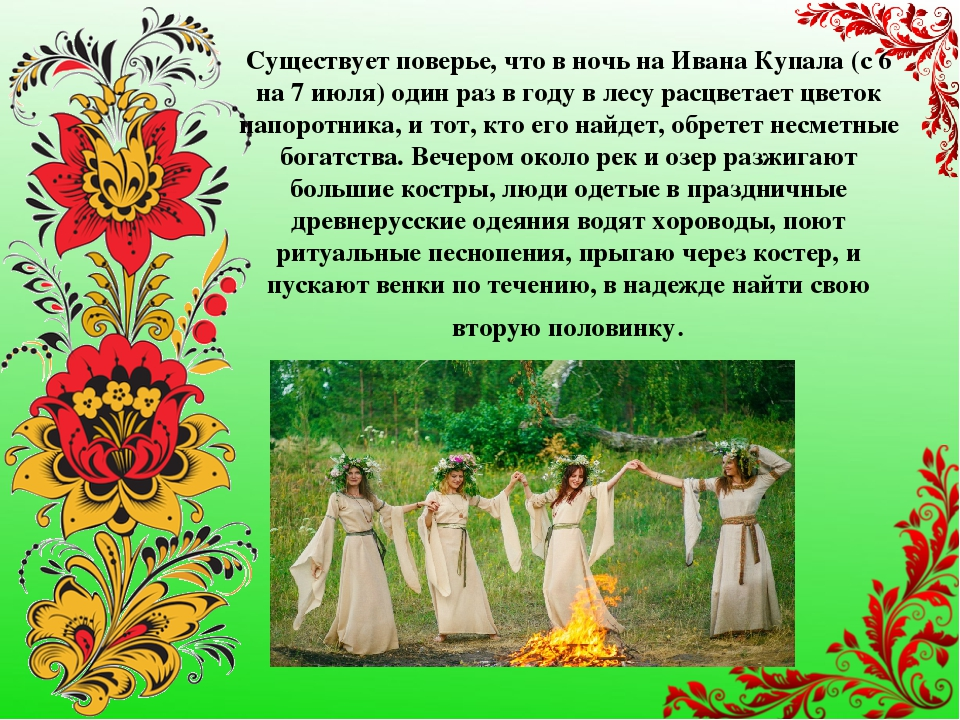 Существует поверье, что в ночь на Ивана Купала (с 6
на 7 июля) один раз в году в лесу расцветает цветок
папоротника, и тот, кто его найдет, обретет несметные
богатства. Вечером около рек и озер разжигают
большие костры, люди одетые в праздничные
древнерусские одеяния водят хороводы, поют
ритуальные песнопения, прыгаю через костер, и
пускают венки по течению, в надежде найти свою
вторую половинку.